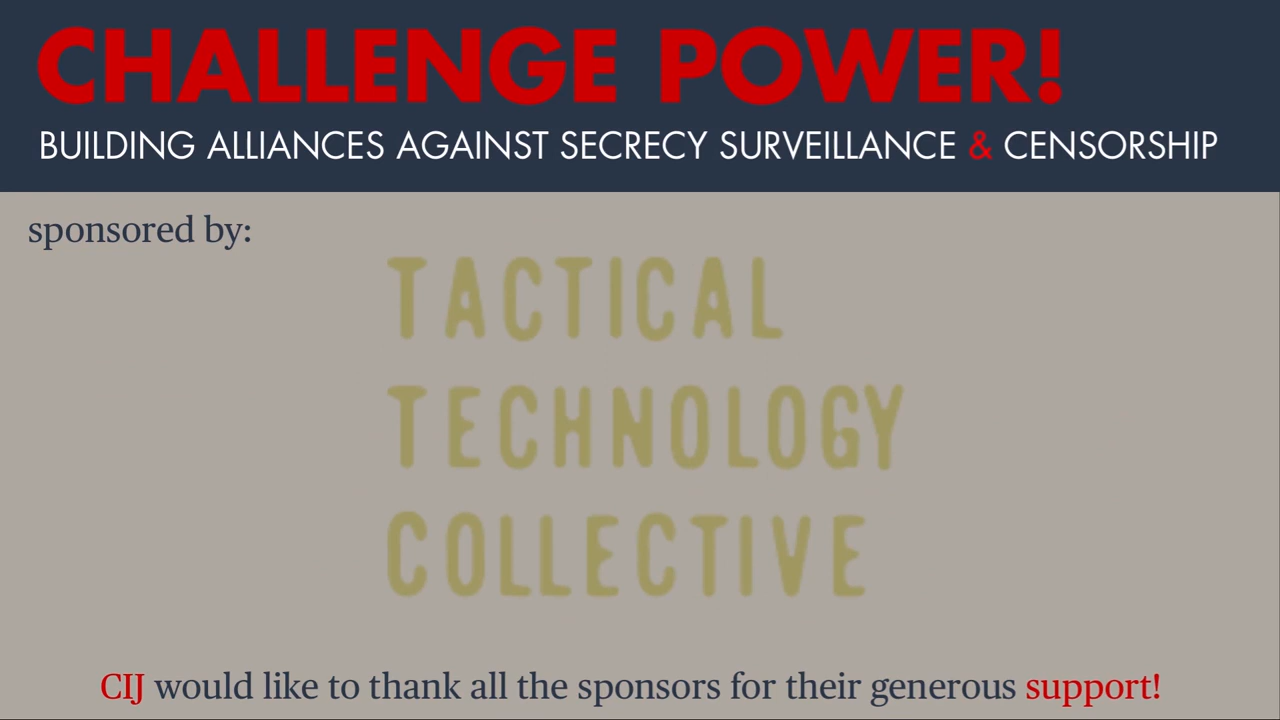 CHALLENGE POWER!
BUILDING ALLIANCES AGAINST SECRECY SURVEILLANCE & CENSORSHIP
sponsored by:
TACTICAL
TECHNOLOGY
COLLECTIVE
CIJ would like to thank all the sponsors for their generous support!